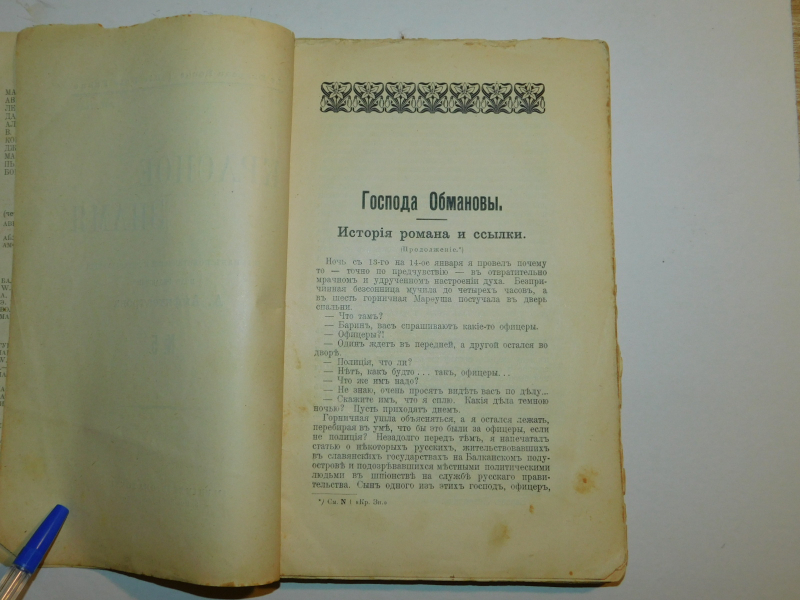 Господа Обмановы.
Исторія романа и ссылки.
(Продолженіе.*)
Ночь съ 13-го на 14-ое января я провелъ почему
то — точно по предчувствію — въ отвратительно
мрачномъ и удрученномъ настроеніи духа. Безпри-
чинная безсонница мучила до четырехъ часовъ, а
въ шесть горничная Марѳуша постучала въ дверь
спальни.
— Что тамъ?
— Баринъ, васъ спрашиваютъ какіе-то офицеры.
— Офицеры?!
— Одинъ ждетъ въ передней, а другой остался во
дворѣ.
— Полиція, что ли?
— Нѣтъ, какъ будто ... такъ, офицеры ...
— Что же имъ надо?
— Не знаю, очень просятъ видѣть васъ по дѣлу...
— Скажите имъ, что я сплю. Какія дѣла темною
ночью? Пусть приходятъ днемъ.
Горничная ушла объясняться, а я остался лежать,
перебирая въ умѣ, что бы это были за офицеры, если
не полиція? Незадолго передъ тѣмъ, я напечаталъ
статью о нѣкоторыхъ русскихъ, жительствовавшихъ
въ славянскихъ государствахъ на Балканскомъ полу-
островѣ и подозрѣвавшихся мѣстными политическими
людьми въ шпіонствѣ на службѣ русскаго прави-
тельства. Сынъ одного изъ этихъ господъ, офицеръ,
*) См. N 1 «Кр. Зн.»